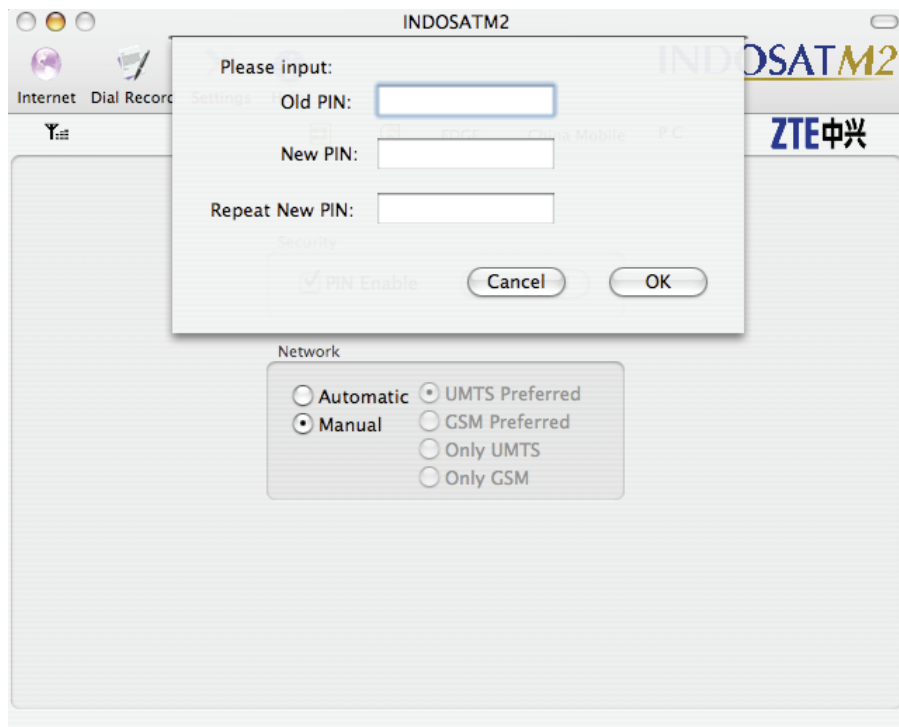 INDOSATM2
INDOSATM2
Internet Dial Record Settings
Please input:
Old PIN:
EDGE China Mobile P C
ZTE中兴
New PIN:
Repeat New PIN:
Security
PIN Enable
Cancel OK
Network
Automatic UMTS Preferred
Manual GSM Preferred
Only UMTS
Only GSM